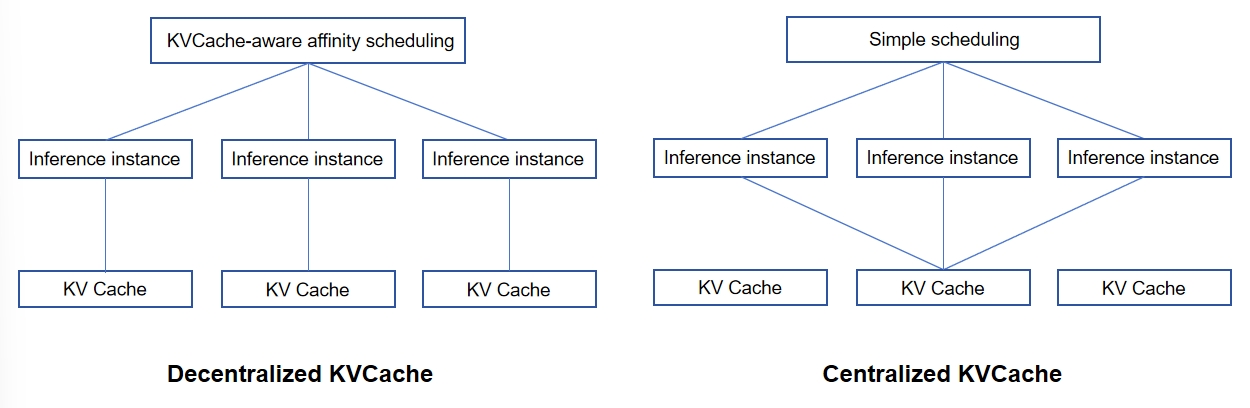 KVCache-aware affinity scheduling
Simple scheduling
Inference instance
Inference instance
Inference instance
Inference instance
Inference instance
Inference instance
KV Cache
KV Cache
KV Cache
KV Cache
KV Cache
KV Cache
Decentralized KVCache
Centralized KVCache